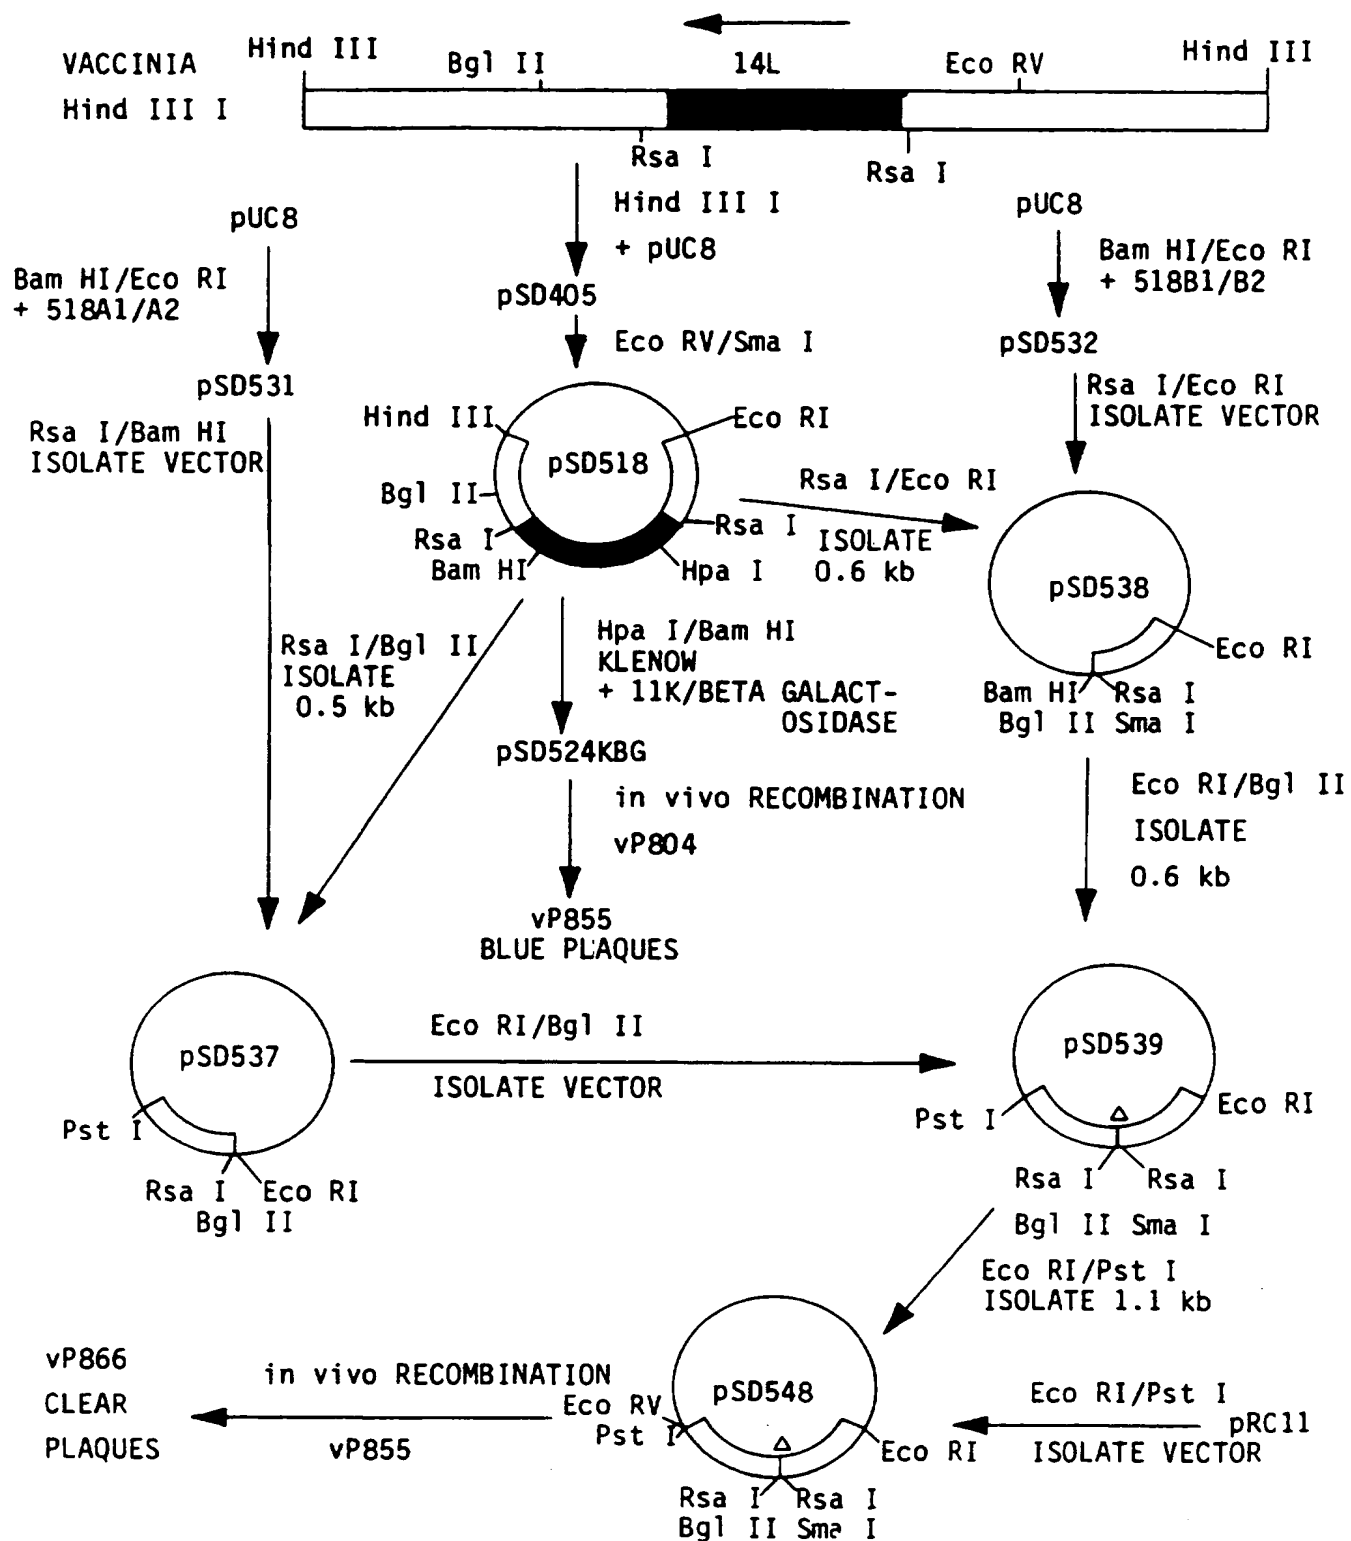 VACCINIA
Hind III I
Hind III
Bgl II
14L
Eco RV
Hind III
Rsa I
Rsa I
pUC8
Bam HI/Eco RI
+ 518A1/A2
pSD531
Rsa I/Bam HI
ISOLATE VECTOR
Hind III I
+ pUC8
pSD405
Eco RV/Sma I
pUC8
Bam HI/Eco RI
+ 518B1/B2
pSD532
Rsa I/Eco RI
ISOLATE VECTOR
Hind III
Eco RI
pSD518
Bgl II
Rsa I
Bam HI
Rsa I
Hpa I
Rsa I/Eco RI
ISOLATE
0.6 kb
pSD538
Eco RI
Bam HI
Rsa I
Bgl II Sma I
Rsa I/Bgl II
ISOLATE
0.5 kb
Hpa I/Bam HI
KLENOW
+ 11K/BETA GALACT-
OSIDASE
pSD524KBG
in vivo RECOMBINATION
vP804
vP855
BLUE PLAQUES
Eco RI/Bgl II
ISOLATE
0.6 kb
pSD537
Pst I
Rsa I
Eco RI
Bgl II
Eco RI/Bgl II
ISOLATE VECTOR
pSD539
Pst I
Eco RI
Δ
Rsa I
Rsa I
Bgl II Sma I
Eco RI/Pst I
ISOLATE 1.1 kb
vP866
CLEAR
PLAQUES
in vivo RECOMBINATION
vP855
pSD548
Eco RV
Pst I
Δ
Eco RI
Rsa I
Rsa I
Bgl II Sma I
Eco RI/Pst I
ISOLATE VECTOR
pRC11